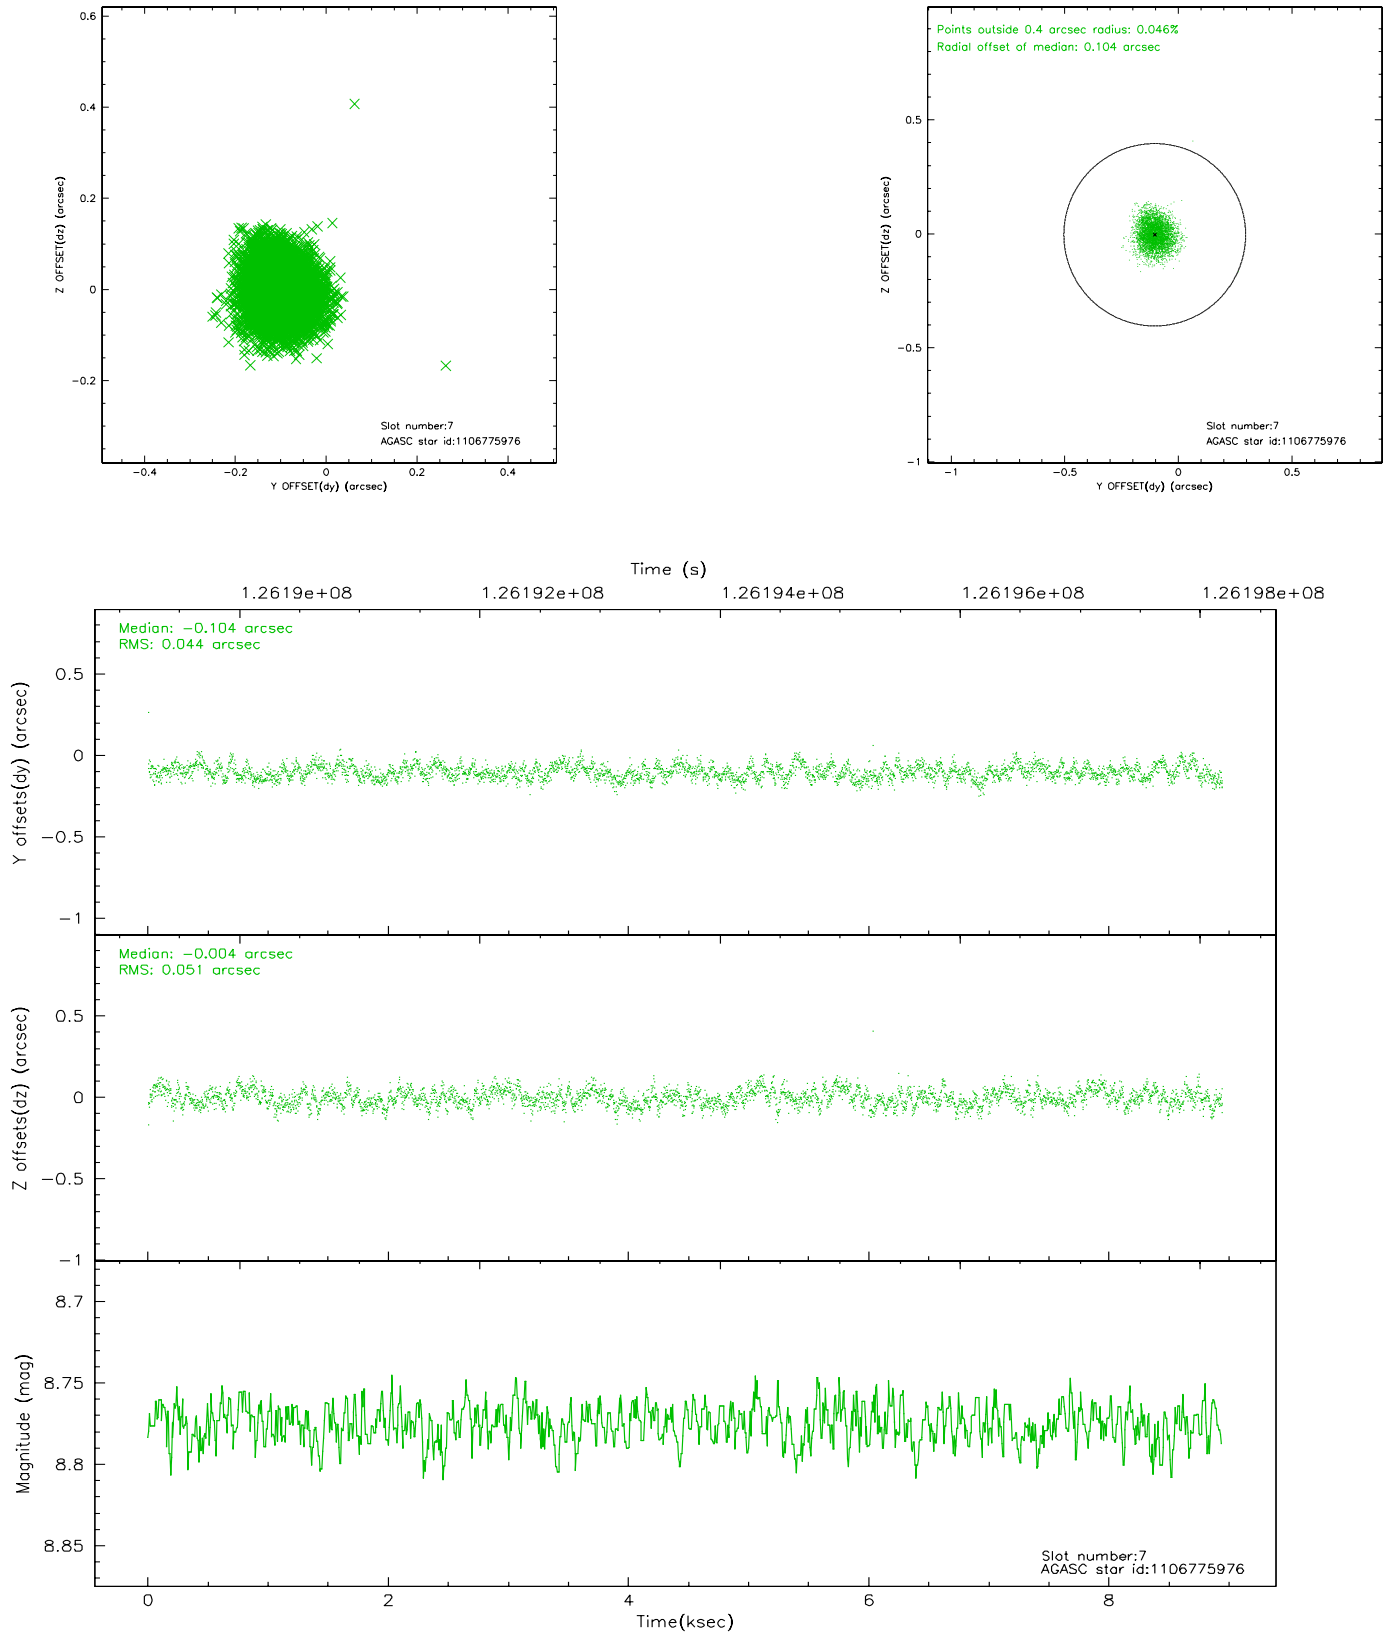 0.6
0.4
0.2
0
−0.2
Z OFFSET(dz) (arcsec)
Slot number:7
AGASC star id:1106775976
−0.4 −0.2 0 0.2 0.4
Y OFFSET(dy) (arcsec)
Points outside 0.4 arcsec radius: 0.046%
Radial offset of median: 0.104 arcsec
0.5
0
−0.5
−1
Z OFFSET(dz) (arcsec)
Slot number:7
AGASC star id:1106775976
−1 −0.5 0 0.5
Y OFFSET(dy) (arcsec)
Time (s)
1.2619e+08 1.26192e+08 1.26194e+08 1.26196e+08 1.26198e+08
Median: −0.104 arcsec
RMS: 0.044 arcsec
0.5
0
−0.5
−1
Y offsets(dy) (arcsec)
Median: −0.004 arcsec
RMS: 0.051 arcsec
0.5
0
−0.5
−1
Z offsets(dz) (arcsec)
8.7
8.75
8.8
8.85
Magnitude (mag)
Slot number:7
AGASC star id:1106775976
0 2 4 6 8
Time(ksec)